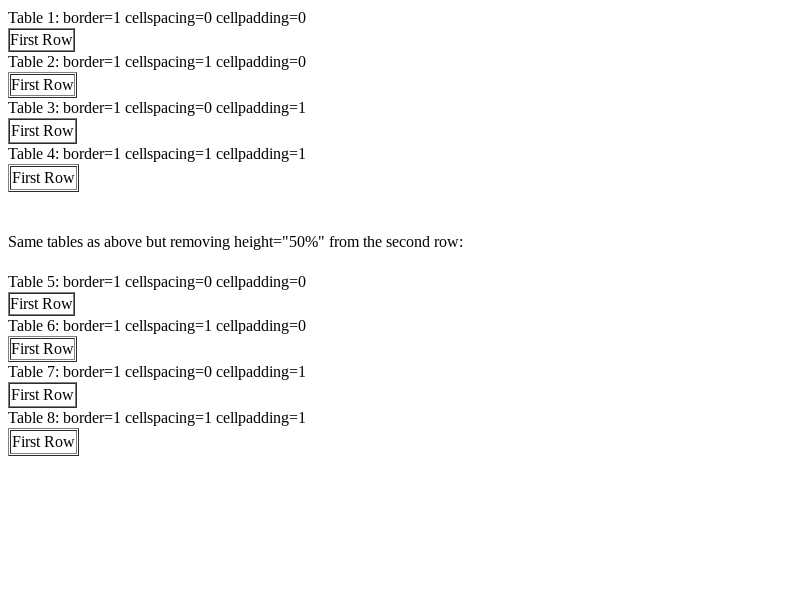 Table 1: border=1 cellspacing=0 cellpadding=0
First Row
Table 2: border=1 cellspacing=1 cellpadding=0
First Row
Table 3: border=1 cellspacing=0 cellpadding=1
First Row
Table 4: border=1 cellspacing=1 cellpadding=1
First Row
Same tables as above but removing height="50%" from the second row:
Table 5: border=1 cellspacing=0 cellpadding=0
First Row
Table 6: border=1 cellspacing=1 cellpadding=0
First Row
Table 7: border=1 cellspacing=0 cellpadding=1
First Row
Table 8: border=1 cellspacing=1 cellpadding=1
First Row